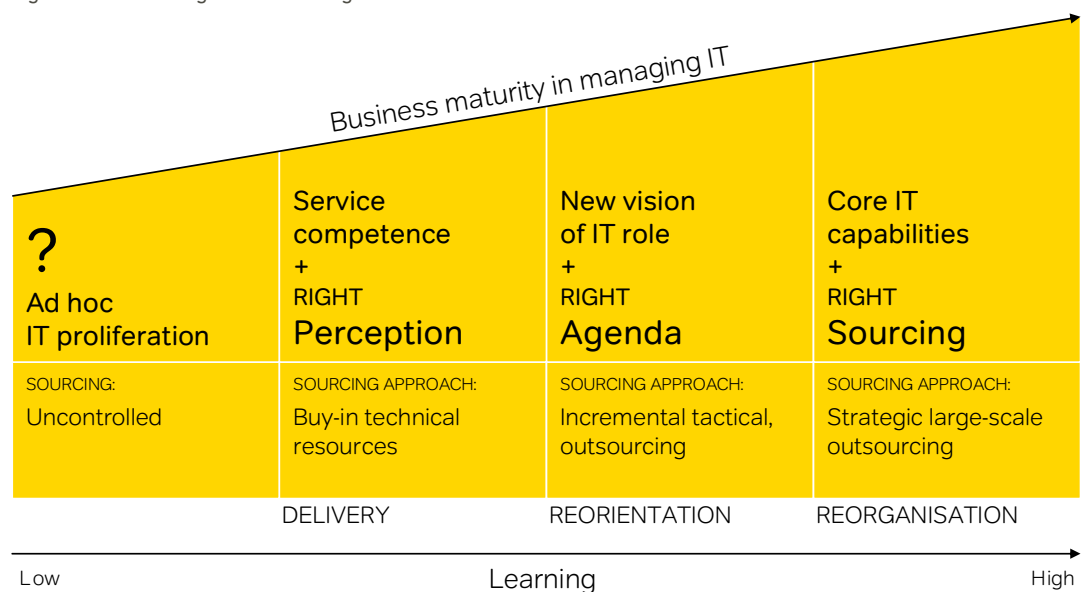 Business maturity in managing IT
?
Ad hoc
IT proliferation
Service
competence
+
RIGHT
Perception
New vision
of IT role
+
RIGHT
Agenda
Core IT
capabilities
+
RIGHT
Sourcing
SOURCING:
Uncontrolled
SOURCING APPROACH:
Buy-in technical
resources
SOURCING APPROACH:
Incremental tactical,
outsourcing
SOURCING APPROACH:
Strategic large-scale
outsourcing
DELIVERY
REORIENTATION
REORGANISATION
Low
Learning
High